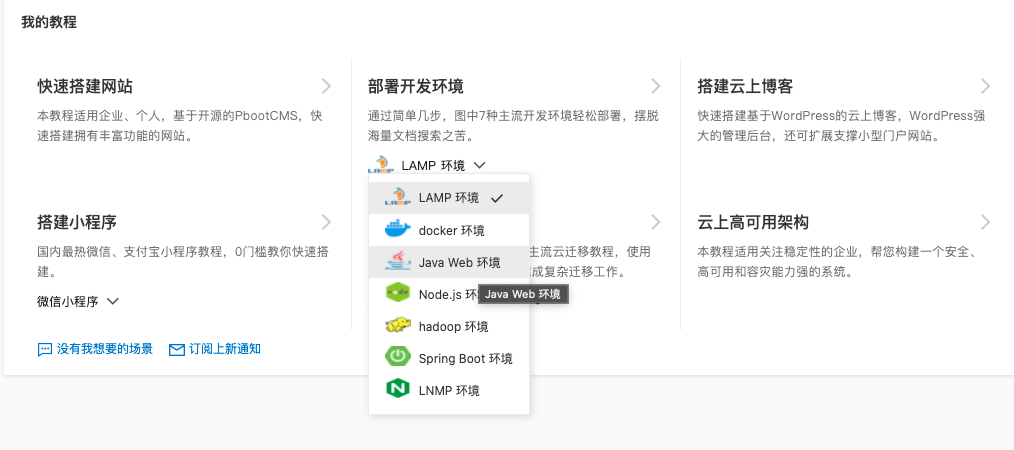 我的教程
快速搭建网站
本教程适用企业、个人，基于开源的PbootCMS，快
速搭建拥有丰富功能的网站。
部署开发环境
通过简单几步，图中7种主流开发环境轻松部署，摆脱
海量文档搜索之苦。
LAMP 环境
搭建云上博客
快速搭建基于WordPress的云上博客，WordPress强
大的管理后台，还可扩展支撑小型门户网站。
LAMP 环境
docker 环境
Java Web 环境
Node.js 环
Java Web 环境
hadoop 环境
Spring Boot 环境
LNMP 环境
搭建小程序
国内最热微信、支付宝小程序教程，0门槛教你快速搭
建。
微信小程序
主流云迁移教程，使用
成复杂迁移工作。
云上高可用架构
本教程适用关注稳定性的企业，帮您构建一个安全、
高可用和容灾能力强的系统。
没有我想要的场景
订阅上新通知